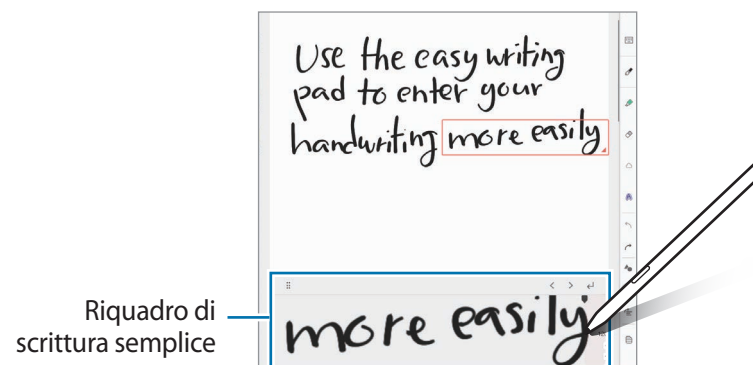 Use the easy writing
pad to enter your
handwriting more easily
Riquadro di
scrittura semplice
more easily